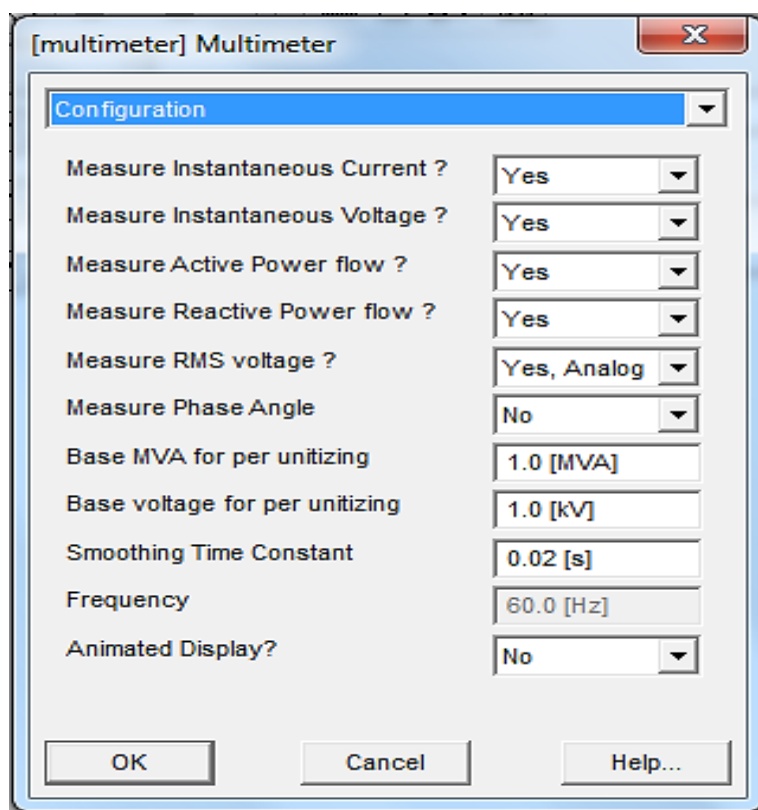 [multimeter] Multimeter
Configuration
Measure Instantaneous Current ? Yes
Measure Instantaneous Voltage ? Yes
Measure Active Power flow ? Yes
Measure Reactive Power flow ? Yes
Measure RMS voltage ? Yes, Analog
Measure Phase Angle No
Base MVA for per unitizing 1.0 [MVA]
Base voltage for per unitizing 1.0 [kV]
Smoothing Time Constant 0.02 [s]
Frequency 60.0 [Hz]
Animated Display? No
OK Cancel Help...